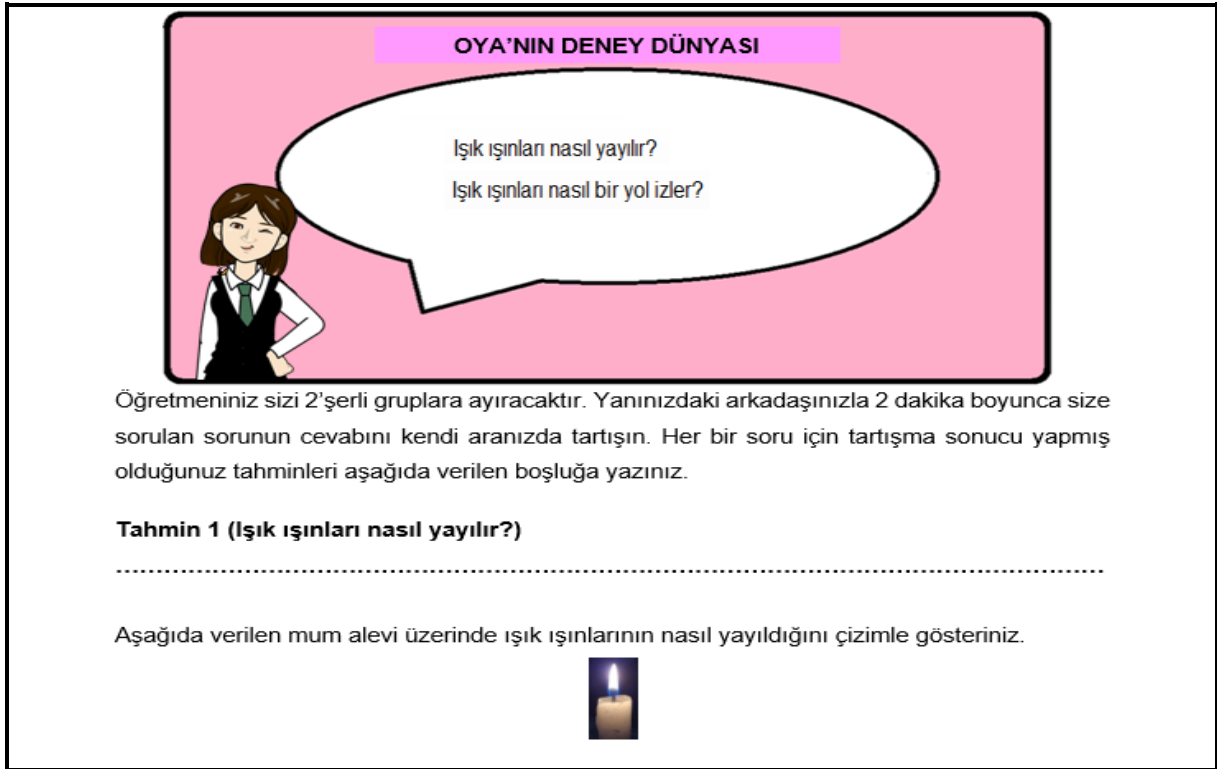 OYA’NIN DENEY DÜNYASI
Işık ışınları nasıl yayılır?
Işık ışınları nasıl bir yol izler?
Öğretmeniniz sizi 2’şerli gruplara ayıracaktır. Yanınızdaki arkadaşınızla 2 dakika boyunca size
sorulan sorunun cevabını kendi aranızda tartışın. Her bir soru için tartışma sonucu yapmış
olduğunuz tahminleri aşağıda verilen boşluğa yazınız.
Tahmin 1 (Işık ışınları nasıl yayılır?)
........................................................................................................................
Aşağıda verilen mum alevi üzerinde ışık ışınlarının nasıl yayıldığını çizimle gösteriniz.